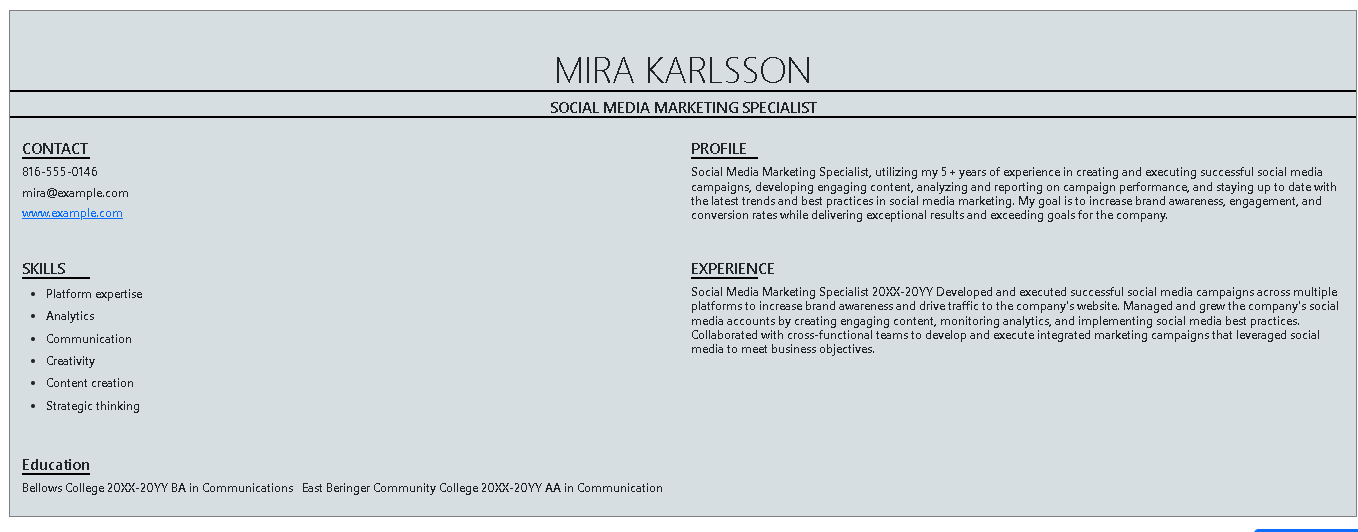 MIRA KARLSSON
SOCIAL MEDIA MARKETING SPECIALIST
CONTACT
816-555-0146
mira@example.com
www.example.com
SKILLS
• Platform expertise
• Analytics
• Communication
• Creativity
• Content creation
• Strategic thinking
Education
Bellows College 20XX-20YY BA in Communications East Beringer Community College 20XX-20YY AA in Communication
PROFILE
Social Media Marketing Specialist, utilizing my 5+ years of experience in creating and executing successful social media
campaigns, developing engaging content, analyzing and reporting on campaign performance, and staying up to date with
the latest trends and best practices in social media marketing. My goal is to increase brand awareness, engagement, and
conversion rates while delivering exceptional results and exceeding goals for the company.
EXPERIENCE
Social Media Marketing Specialist 20XX-20YY Developed and executed successful social media campaigns across multiple
platforms to increase brand awareness and drive traffic to the company's website. Managed and grew the company's social
media accounts by creating engaging content, monitoring analytics, and implementing social media best practices.
Collaborated with cross-functional teams to develop and execute integrated marketing campaigns that leveraged social
media to meet business objectives.